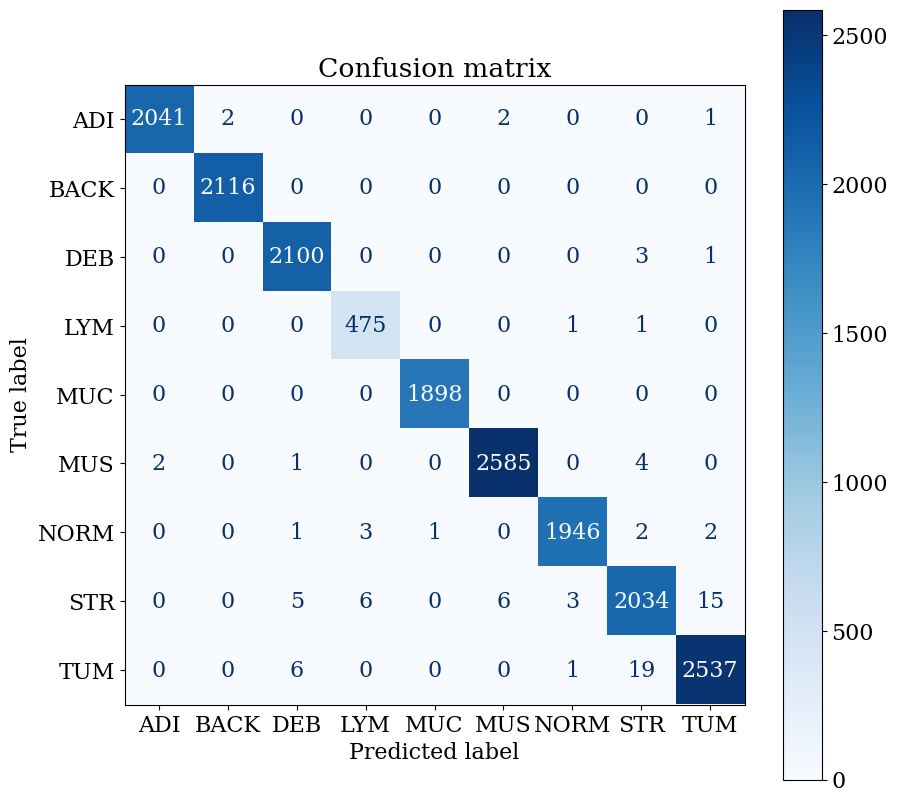 Confusion matrix
True label
ADI 2041 2 0 0 0 2 0 0 1
BACK 0 2116 0 0 0 0 0 0 0
DEB 0 0 2100 0 0 0 0 3 1
LYM 0 0 0 475 0 0 1 1 0
MUC 0 0 0 0 1898 0 0 0 0
MUS 2 0 1 0 0 2585 0 4 0
NORM 0 0 1 3 1 0 1946 2 2
STR 0 0 5 6 0 6 3 2034 15
TUM 0 0 6 0 0 0 1 19 2537
ADI BACK DEB LYM MUC MUS NORM STR TUM
Predicted label
2500
2000
1500
1000
500
0